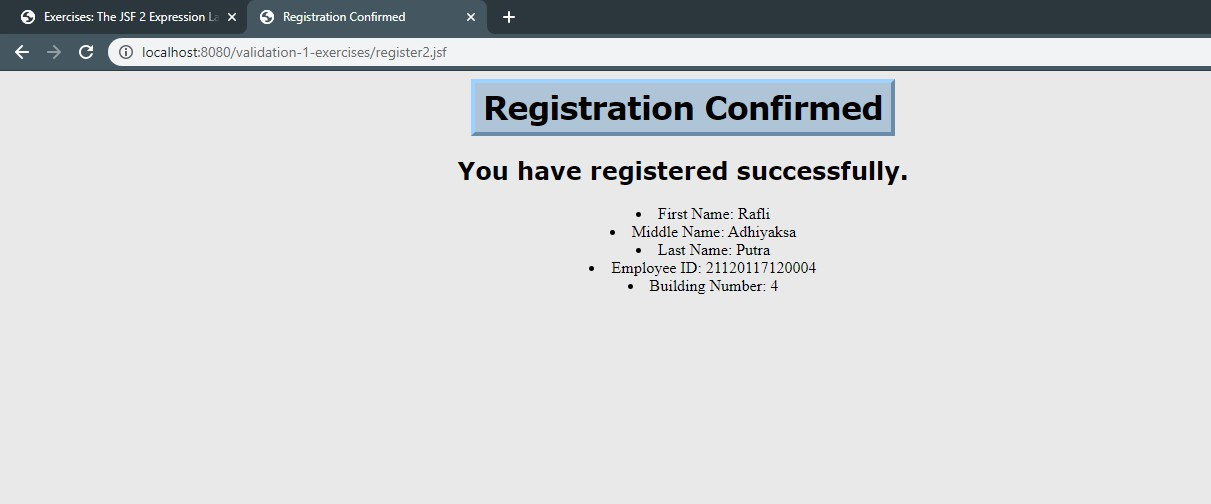 Exercises: The JSF 2 Expression La
Registration Confirmed
localhost:8080/validation-1-exercises/register2.jsf
Registration Confirmed
You have registered successfully.
• First Name: Rafli
• Middle Name: Adhiyaksa
• Last Name: Putra
• Employee ID: 21120117120004
• Building Number: 4